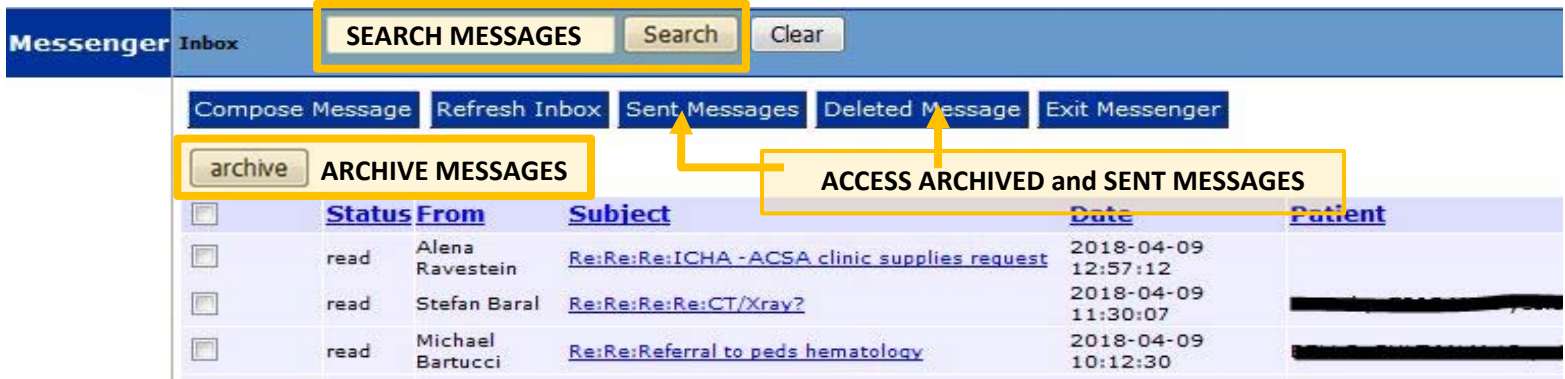 Messenger Inbox SEARCH MESSAGES Search Clear
Compose Message Refresh Inbox Sent Messages Deleted Message Exit Messenger
archive ARCHIVE MESSAGES ACCESS ARCHIVED and SENT MESSAGES
Status From Subject Date Patient
read Alena Ravestein Re:Re:Re:ICHA -ACSA clinic supplies request 2018-04-09 12:57:12
read Stefan Baral Re:Re:Re:Re:CT/Xray? 2018-04-09 11:30:07
read Michael Bartucci Re:Re:Referral to peds hematology 2018-04-09 10:12:30